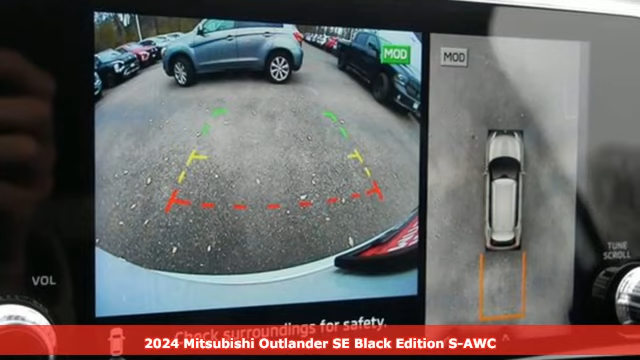 MOD
MOD
TUNE
SCROLL
VOL
Check surroundings for safety.
2024 Mitsubishi Outlander SE Black Edition S-AWC